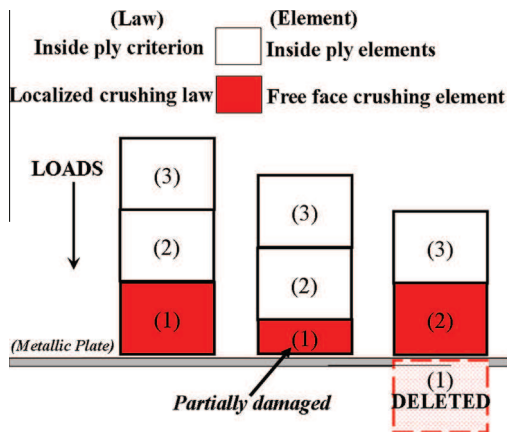 (Law) (Element)
Inside ply criterion Inside ply elements
Localized crushing law Free face crushing element
LOADS
(3)
(2)
(1)
(3)
(2)
(1)
(3)
(2)
(Metallic Plate)
(1)
Partially damaged
DELETED